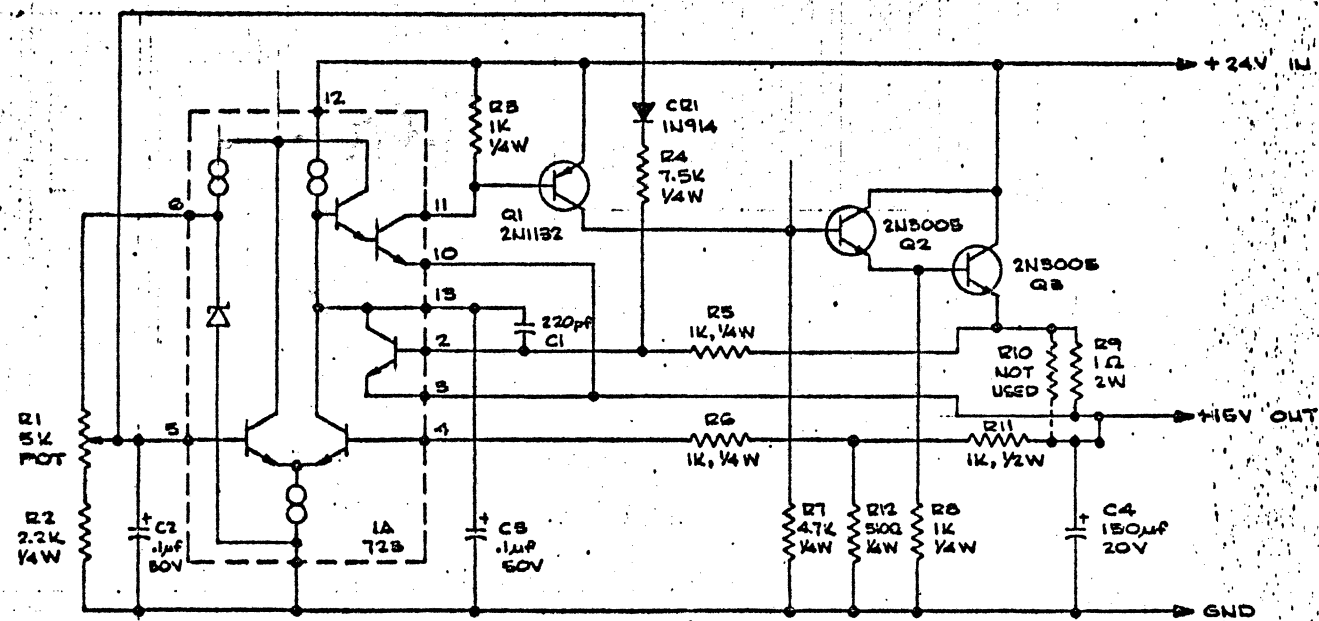 +24V IN
12
R3
1K
1/4W
CR1
1N914
R4
7.5K
1/4W
6
11
Q1
2N1132
10
2N3005
Q2
2N3005
Q3
13
220pf
C1
2
R5
1K, 1/4W
R10
NOT
USED
R9
1Ω
2W
3
+15V OUT
R1
5K
POT
5
4
R6
1K, 1/4W
R11
1K, 1/2W
R2
2.2K
1/4W
C2
.1µf
50V
1A
723
C3
.1µf
50V
R7
4.7K
1/4W
R12
510Ω
1/4W
R8
1K
1/4W
C4
150µf
20V
GND